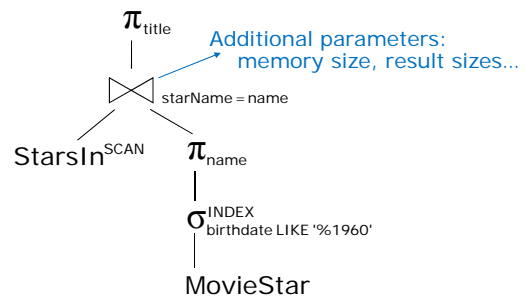 π title
Additional parameters:
memory size, result sizes...
starName = name
StarsIn SCAN
π name
σ INDEX
birthdate LIKE '%1960'
MovieStar